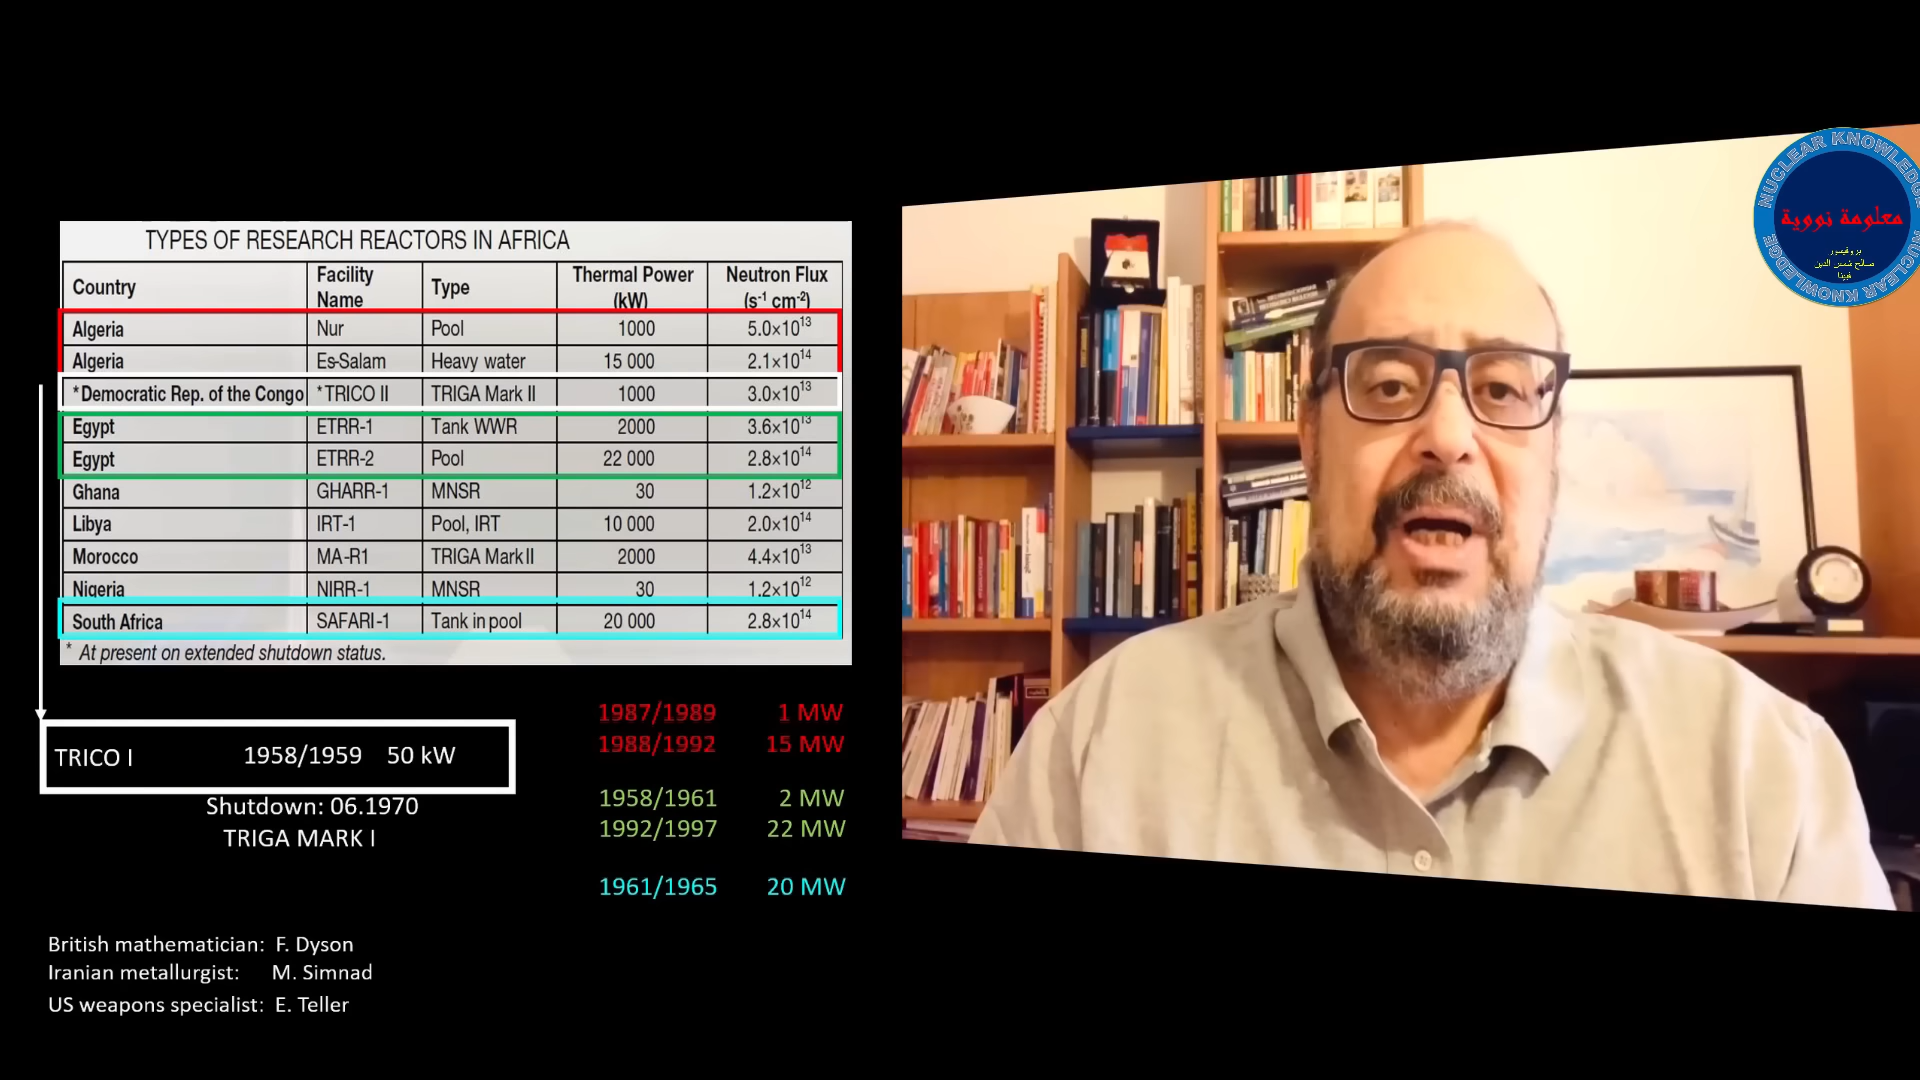 TYPES OF RESEARCH REACTORS IN AFRICA
Country Facility Name Type Thermal Power (kW) Neutron Flux (s⁻¹ cm⁻²)
Algeria Nur Pool 1000 5.0×10¹³
Algeria Es-Salam Heavy water 15 000 2.1×10¹⁴
*Democratic Rep. of the Congo *TRICO II TRIGA Mark II 1000 3.0×10¹³
Egypt ETRR-1 Tank WWR 2000 3.6×10¹³
Egypt ETRR-2 Pool 22 000 2.8×10¹⁴
Ghana GHARR-1 MNSR 30 1.2×10¹²
Libya IRT-1 Pool, IRT 10 000 2.0×10¹⁴
Morocco MA-R1 TRIGA Mark II 2000 4.4×10¹³
Nigeria NIRR-1 MNSR 30 1.2×10¹²
South Africa SAFARI-1 Tank in pool 20 000 2.8×10¹⁴
* At present on extended shutdown status.
TRICO I 1958/1959 50 kW
Shutdown: 06.1970
TRIGA MARK I
1987/1989 1 MW
1988/1992 15 MW
1958/1961 2 MW
1992/1997 22 MW
1961/1965 20 MW
British mathematician: F. Dyson
Iranian metallurgist: M. Simnad
US weapons specialist: E. Teller
NUCLEAR KNOWLEDGE
معلومة نووية
بروفيسور
صالح شمس الدين
فيينا
NUCLEAR KNOWLEDGE